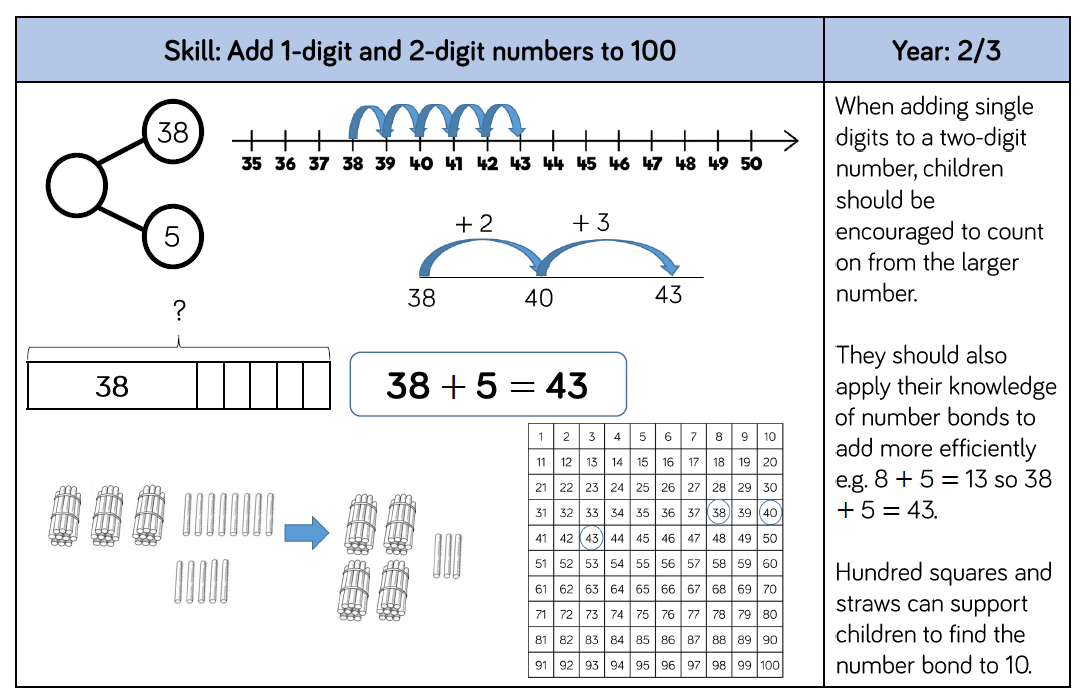 Skill: Add 1-digit and 2-digit numbers to 100
Year: 2/3
38
5
35 36 37 38 39 40 41 42 43 44 45 46 47 48 49 50
+ 2 + 3
38 40 43
?
38
38 + 5 = 43
1 2 3 4 5 6 7 8 9 10
11 12 13 14 15 16 17 18 19 20
21 22 23 24 25 26 27 28 29 30
31 32 33 34 35 36 37 38 39 40
41 42 43 44 45 46 47 48 49 50
51 52 53 54 55 56 57 58 59 60
61 62 63 64 65 66 67 68 69 70
71 72 73 74 75 76 77 78 79 80
81 82 83 84 85 86 87 88 89 90
91 92 93 94 95 96 97 98 99 100
When adding single
digits to a two-digit
number, children
should be
encouraged to count
on from the larger
number.
They should also
apply their knowledge
of number bonds to
add more efficiently
e.g. 8 + 5 = 13 so 38
+ 5 = 43.
Hundred squares and
straws can support
children to find the
number bond to 10.